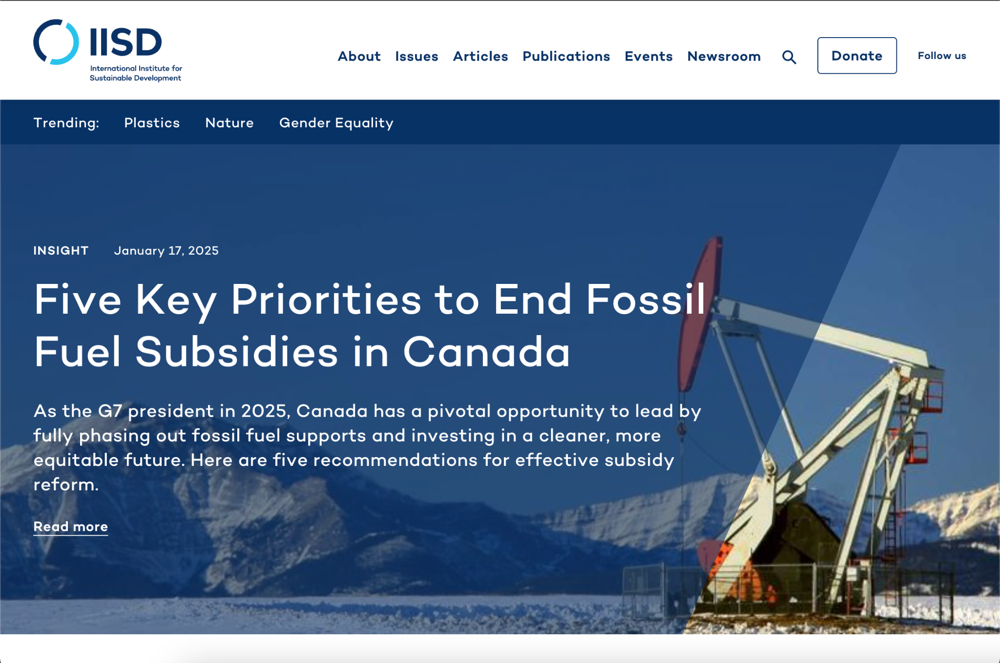 IISD
International Institute for
Sustainable Development
About Issues Articles Publications Events Newsroom Donate Follow us
Trending: Plastics Nature Gender Equality
INSIGHT January 17, 2025
Five Key Priorities to End Fossil
Fuel Subsidies in Canada
As the G7 president in 2025, Canada has a pivotal opportunity to lead by
fully phasing out fossil fuel supports and investing in a cleaner, more
equitable future. Here are five recommendations for effective subsidy
reform.
Read more